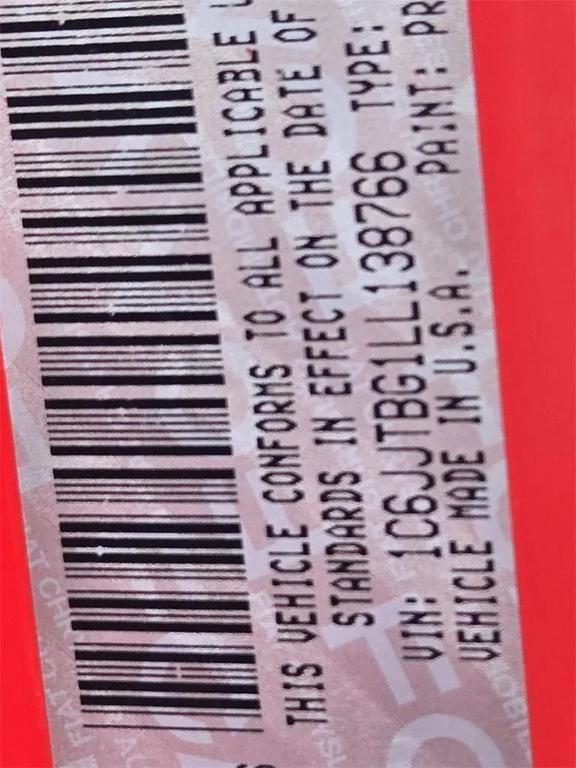 THIS VEHICLE CONFORMS TO ALL APPLICABLE
STANDARDS IN EFFECT ON THE DATE OF
VIN: 1C6JJTBG1LL138766 TYPE:
VEHICLE MADE IN U.S.A. PAINT: PR